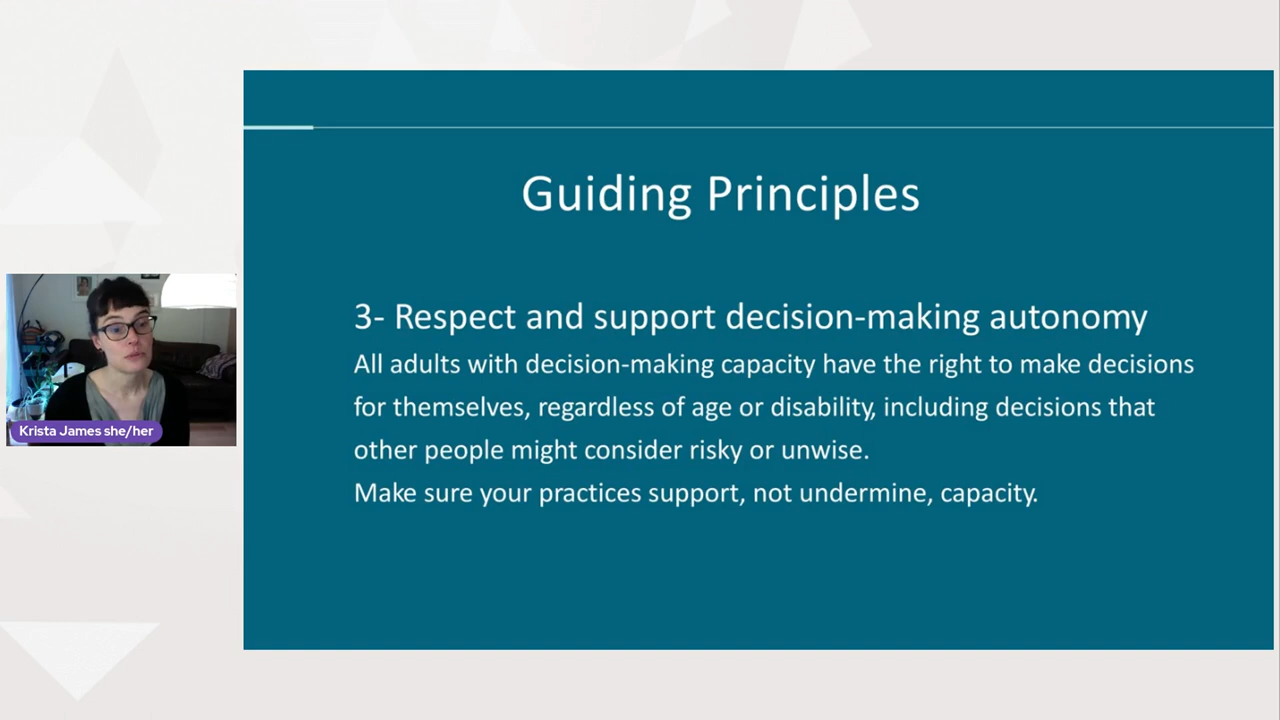 Guiding Principles
3- Respect and support decision-making autonomy
All adults with decision-making capacity have the right to make decisions
for themselves, regardless of age or disability, including decisions that
other people might consider risky or unwise.
Make sure your practices support, not undermine, capacity.
Krista James she/her